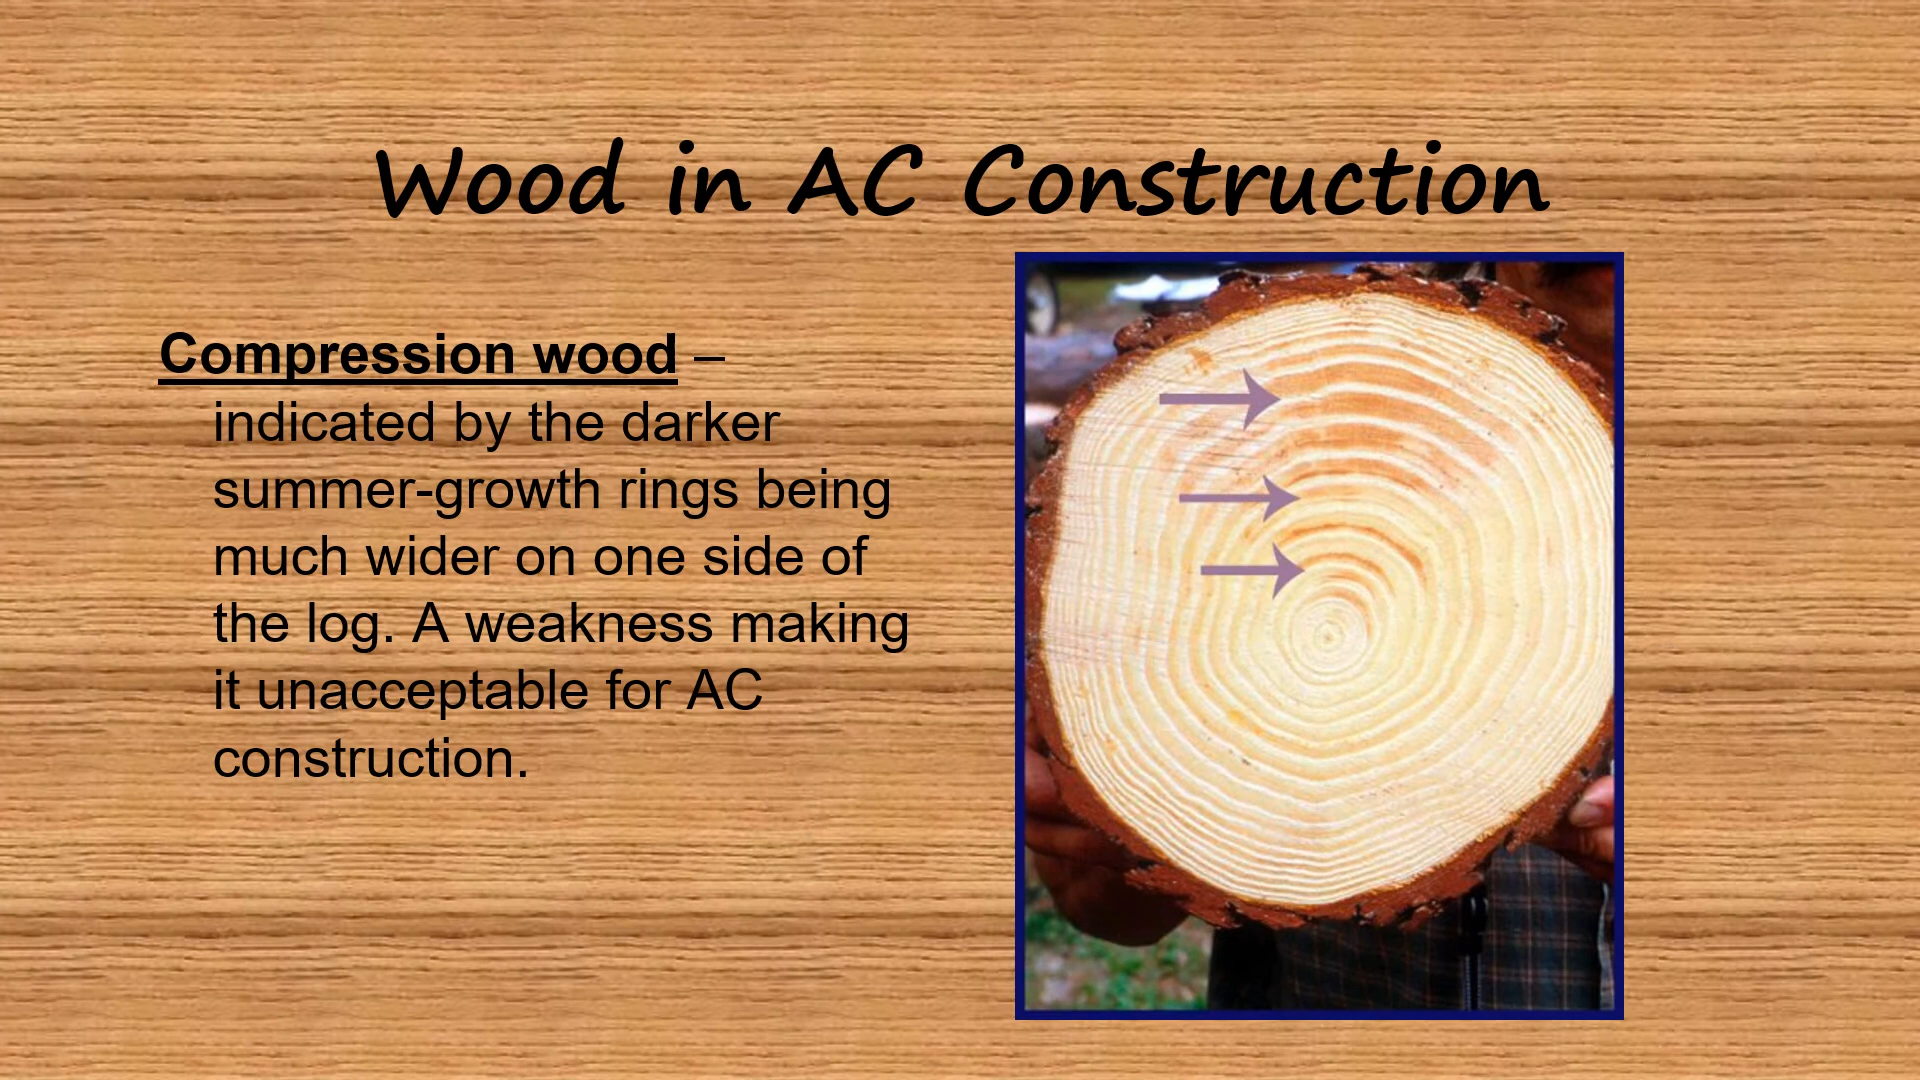 Wood in AC Construction
Compression wood –
indicated by the darker
summer-growth rings being
much wider on one side of
the log. A weakness making
it unacceptable for AC
construction.